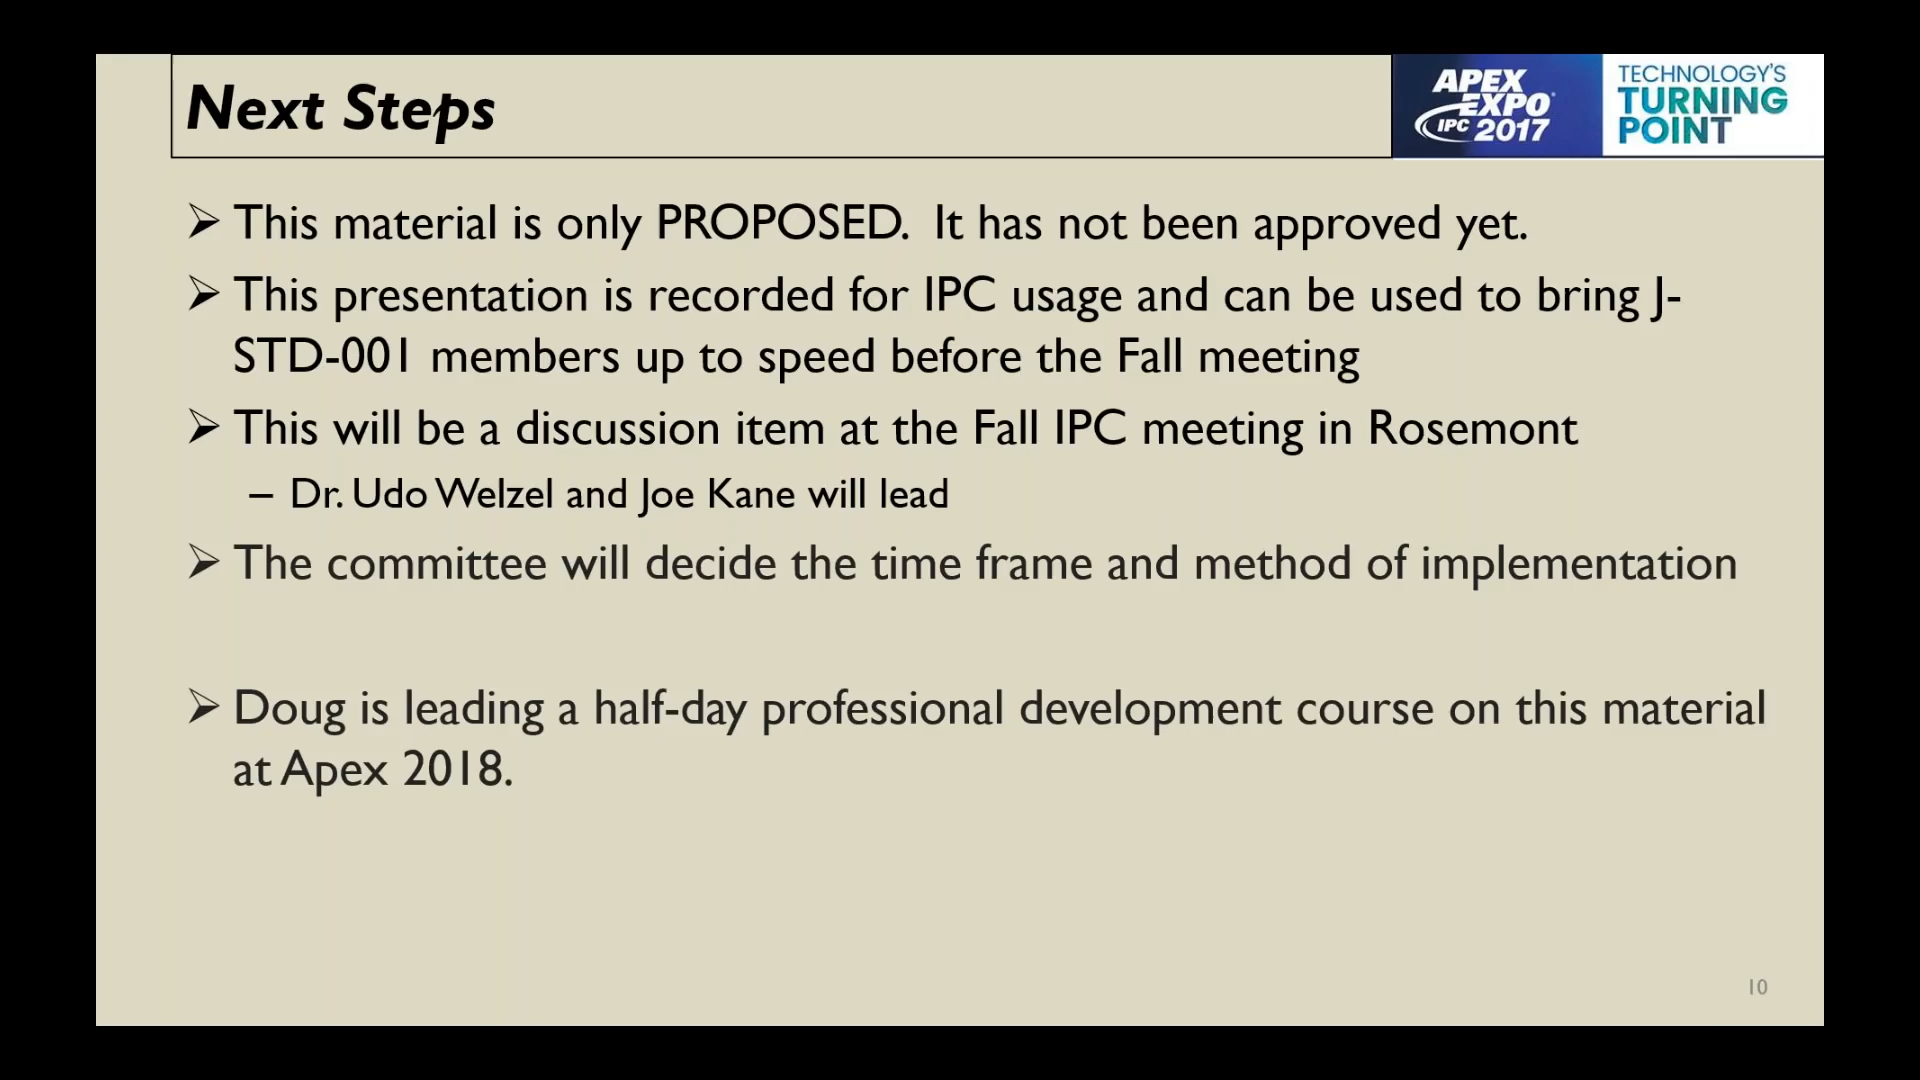 Next Steps
APEX
EXPO
IPC 2017
TECHNOLOGY'S
TURNING
POINT
➢ This material is only PROPOSED.  It has not been approved yet.
➢ This presentation is recorded for IPC usage and can be used to bring J-
STD-001 members up to speed before the Fall meeting
➢ This will be a discussion item at the Fall IPC meeting in Rosemont
– Dr. Udo Welzel and Joe Kane will lead
➢ The committee will decide the time frame and method of implementation
➢ Doug is leading a half-day professional development course on this material
at Apex 2018.
10